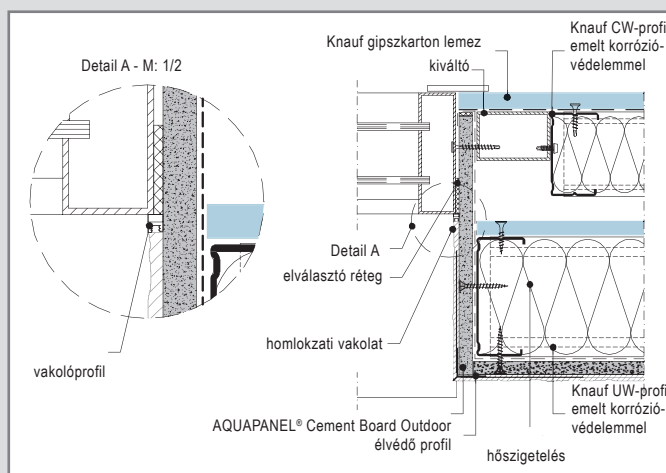 Detail A - M: 1/2
vakolóprofil
Knauf gipszkarton lemez
kiváltó
Knauf CW-profi
emelt korrózió-
védelemmel
Detail A
elválasztó réteg
homlokzati vakolat
AQUAPANEL® Cement Board Outdoor
élvédő profil
hőszigetelés
Knauf UW-profi
emelt korrózió-
védelemmel